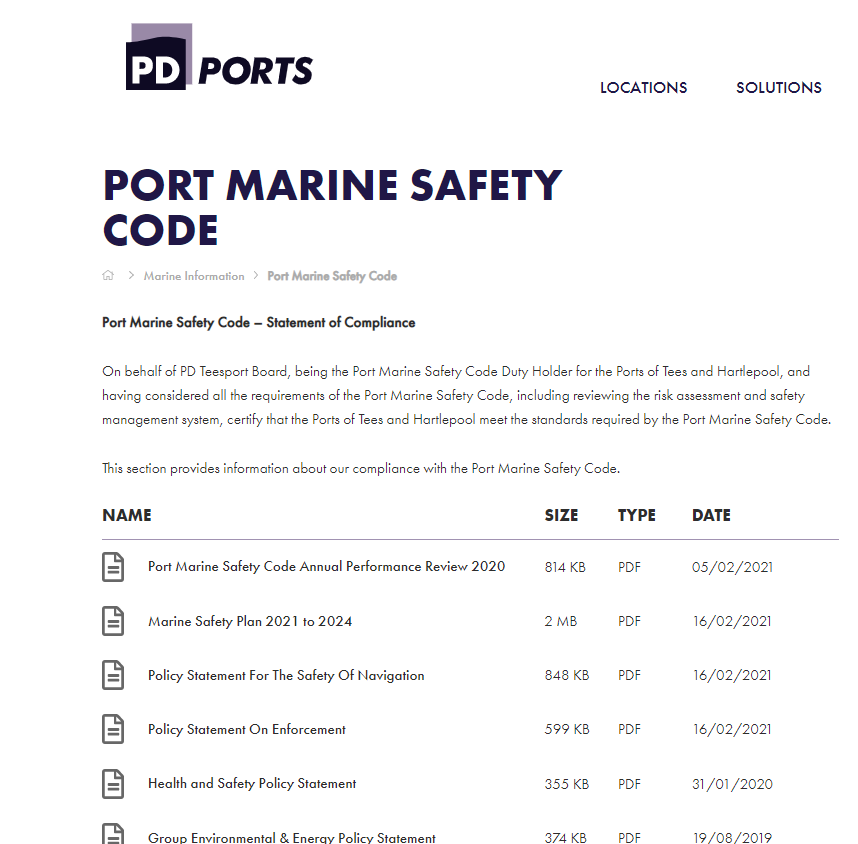 PD PORTS
LOCATIONS SOLUTIONS
PORT MARINE SAFETY
CODE
Marine Information > Port Marine Safety Code
Port Marine Safety Code – Statement of Compliance
On behalf of PD Teesport Board, being the Port Marine Safety Code Duty Holder for the Ports of Tees and Hartlepool, and
having considered all the requirements of the Port Marine Safety Code, including reviewing the risk assessment and safety
management system, certify that the Ports of Tees and Hartlepool meet the standards required by the Port Marine Safety Code.
This section provides information about our compliance with the Port Marine Safety Code.
NAME SIZE TYPE DATE
Port Marine Safety Code Annual Performance Review 2020 814 KB PDF 05/02/2021
Marine Safety Plan 2021 to 2024 2 MB PDF 16/02/2021
Policy Statement For The Safety Of Navigation 848 KB PDF 16/02/2021
Policy Statement On Enforcement 599 KB PDF 16/02/2021
Health and Safety Policy Statement 355 KB PDF 31/01/2020
Group Environmental & Energy Policy Statement 374 KB PDF 19/08/2019